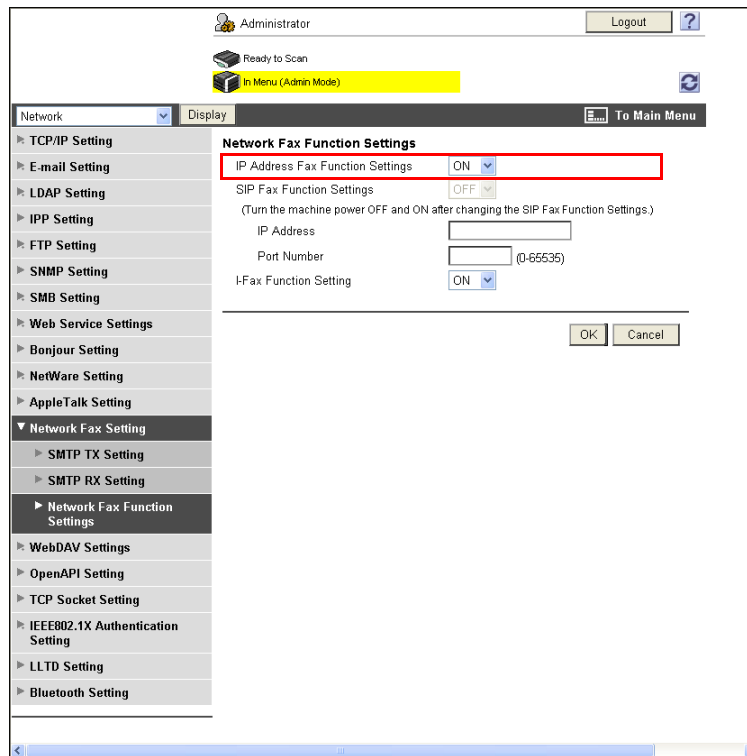 Administrator
Logout
?
Ready to Scan
In Menu (Admin Mode)
Network
Display
To Main Menu
TCP/IP Setting
E-mail Setting
LDAP Setting
IPP Setting
FTP Setting
SNMP Setting
SMB Setting
Web Service Settings
Bonjour Setting
NetWare Setting
AppleTalk Setting
Network Fax Setting
SMTP TX Setting
SMTP RX Setting
Network Fax Function
Settings
WebDAV Settings
OpenAPI Setting
TCP Socket Setting
IEEE802.1X Authentication
Setting
LLTD Setting
Bluetooth Setting
Network Fax Function Settings
IP Address Fax Function Settings ON
SIP Fax Function Settings OFF
(Turn the machine power OFF and ON after changing the SIP Fax Function Settings.)
IP Address
Port Number (0-65535)
I-Fax Function Setting ON
OK Cancel